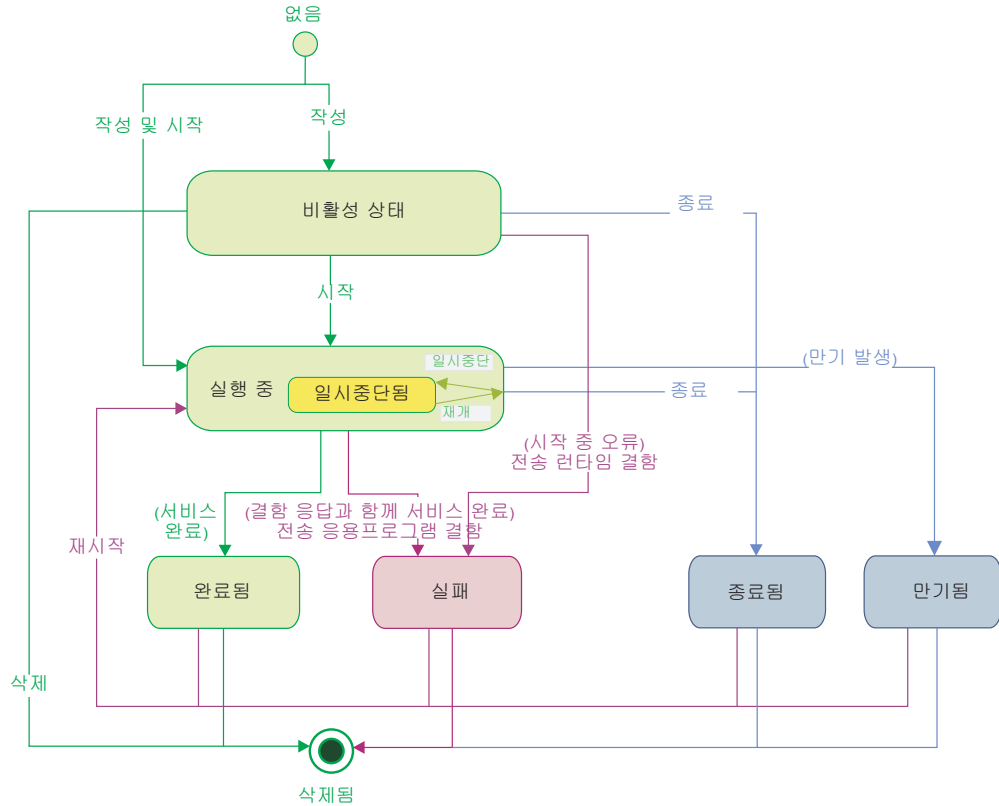 없음
작성 및 시작
작성
비활성 상태
종료
시작
(만기 발생)
일시중단
실행 중
일시중단됨
종료
재개
(시작 중 오류)
전송 런타임 결함
(서비스
완료)
(결함 응답과 함께 서비스 완료)
전송 응용프로그램 결함
재시작
완료됨
실패
종료됨
만기됨
삭제
삭제됨